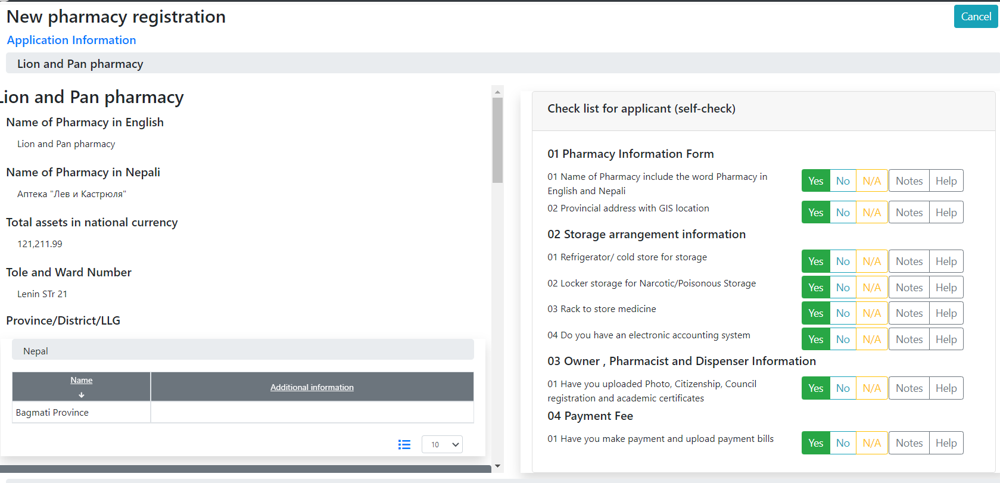 New pharmacy registration
Cancel
Application Information
Lion and Pan pharmacy
Lion and Pan pharmacy
Name of Pharmacy in English
Lion and Pan pharmacy
Name of Pharmacy in Nepali
Аптека "Лев и Кастрюля"
Total assets in national currency
121,211.99
Tole and Ward Number
Lenin STr 21
Province/District/LLG
Nepal
Name
Additional information
Bagmati Province
10
Check list for applicant (self-check)
01 Pharmacy Information Form
01 Name of Pharmacy include the word Pharmacy in
English and Nepali
Yes No N/A Notes Help
02 Provincial address with GIS location
Yes No N/A Notes Help
02 Storage arrangement information
01 Refrigerator/ cold store for storage
Yes No N/A Notes Help
02 Locker storage for Narcotic/Poisonous Storage
Yes No N/A Notes Help
03 Rack to store medicine
Yes No N/A Notes Help
04 Do you have an electronic accounting system
Yes No N/A Notes Help
03 Owner , Pharmacist and Dispenser Information
01 Have you uploaded Photo, Citizenship, Council
registration and academic certificates
Yes No N/A Notes Help
04 Payment Fee
01 Have you make payment and upload payment bills
Yes No N/A Notes Help